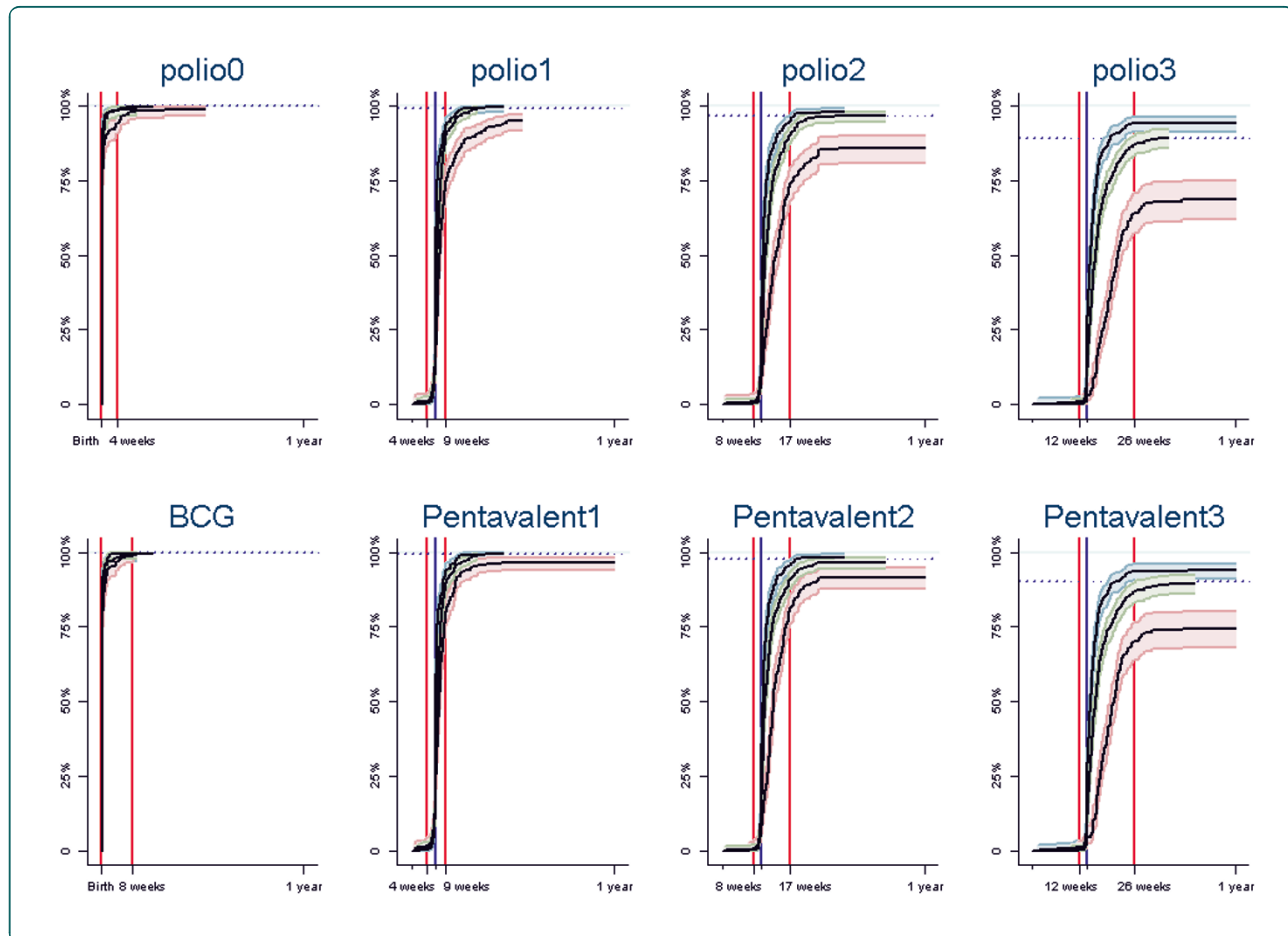 polio0 polio1 polio2 polio3
100% 100% 100% 100%
75% 75% 75% 75%
50% 50% 50% 50%
25% 25% 25% 25%
0 0 0 0
Birth 4 weeks 1 year 4 weeks 9 weeks 1 year 8 weeks 17 weeks 1 year 12 weeks 26 weeks 1 year
BCG Pentavalent1 Pentavalent2 Pentavalent3
100% 100% 100% 100%
75% 75% 75% 75%
50% 50% 50% 50%
25% 25% 25% 25%
0 0 0 0
Birth 8 weeks 1 year 4 weeks 9 weeks 1 year 8 weeks 17 weeks 1 year 12 weeks 26 weeks 1 year